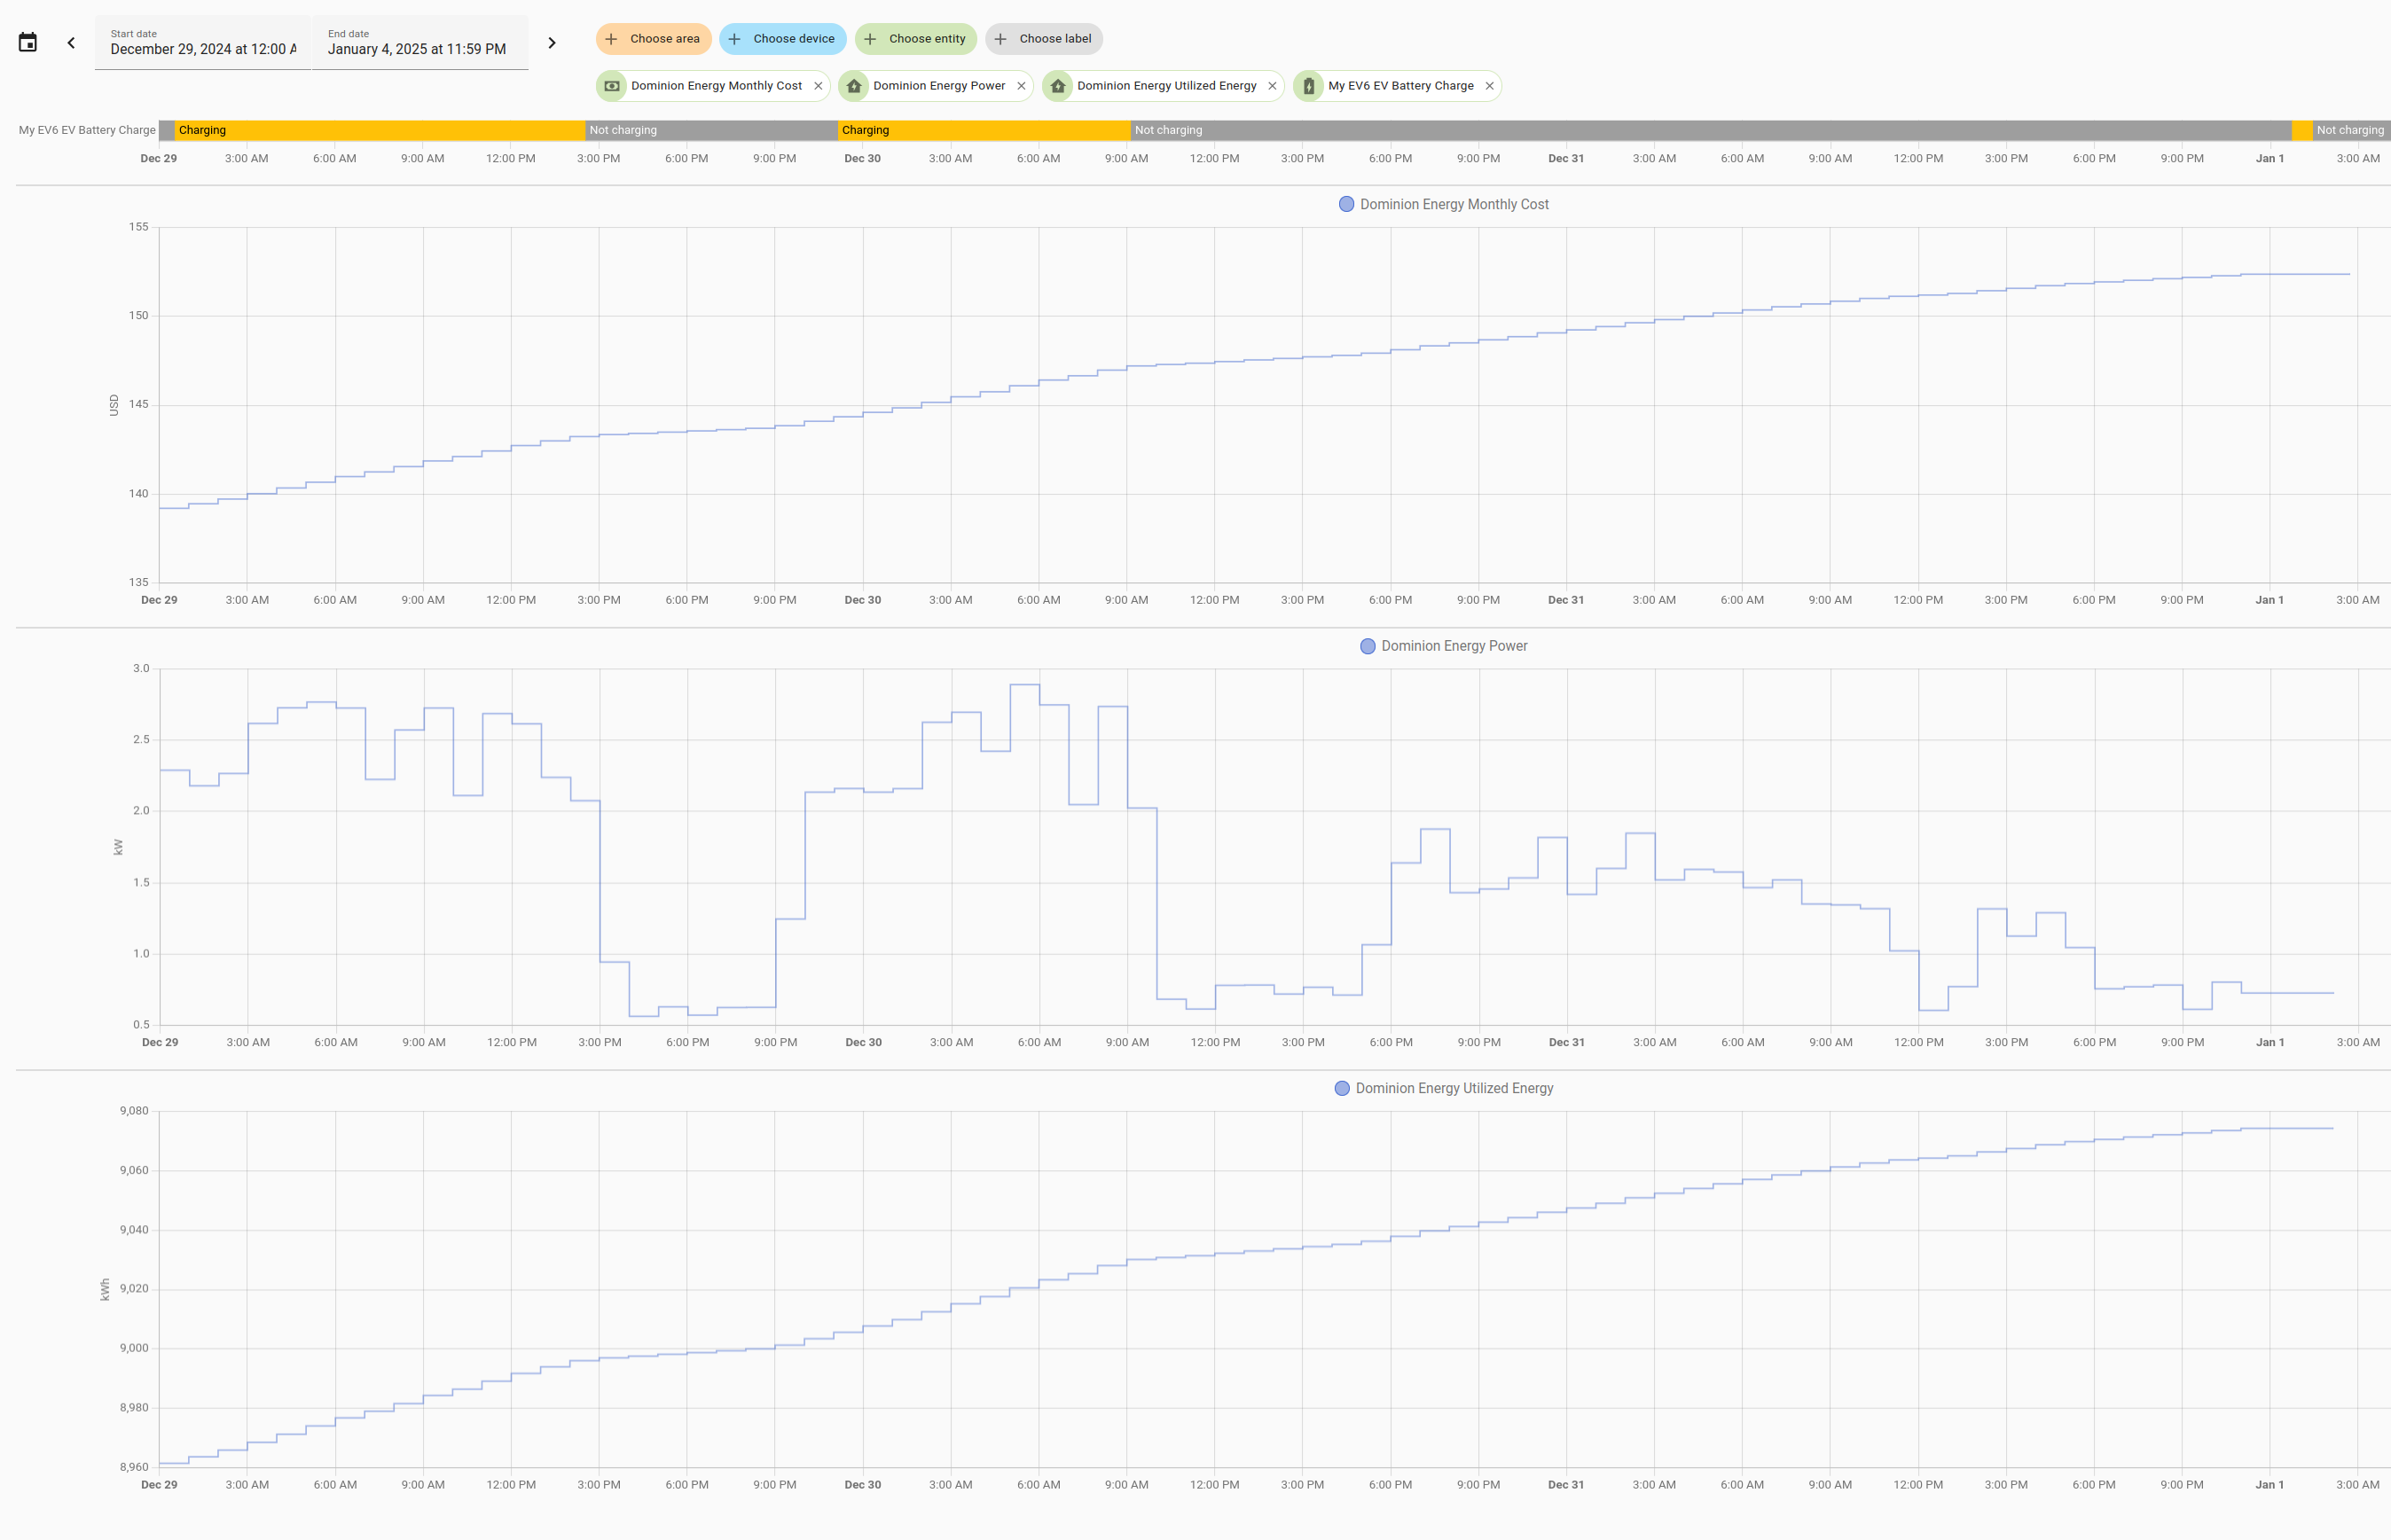 Start date
December 29, 2024 at 12:00 A
End date
January 4, 2025 at 11:59 PM
Choose area
Choose device
Choose entity
Choose label
Dominion Energy Monthly Cost
Dominion Energy Power
Dominion Energy Utilized Energy
My EV6 EV Battery Charge
My EV6 EV Battery Charge
Charging
Not charging
Charging
Not charging
Not charging
Dec 29 3:00 AM 6:00 AM 9:00 AM 12:00 PM 3:00 PM 6:00 PM 9:00 PM Dec 30 3:00 AM 6:00 AM 9:00 AM 12:00 PM 3:00 PM 6:00 PM 9:00 PM Dec 31 3:00 AM 6:00 AM 9:00 AM 12:00 PM 3:00 PM 6:00 PM 9:00 PM Jan 1 3:00 AM
Dominion Energy Monthly Cost
155
150
USD
145
140
135
Dec 29 3:00 AM 6:00 AM 9:00 AM 12:00 PM 3:00 PM 6:00 PM 9:00 PM Dec 30 3:00 AM 6:00 AM 9:00 AM 12:00 PM 3:00 PM 6:00 PM 9:00 PM Dec 31 3:00 AM 6:00 AM 9:00 AM 12:00 PM 3:00 PM 6:00 PM 9:00 PM Jan 1 3:00 AM
Dominion Energy Power
3.0
2.5
2.0
kW
1.5
1.0
0.5
Dec 29 3:00 AM 6:00 AM 9:00 AM 12:00 PM 3:00 PM 6:00 PM 9:00 PM Dec 30 3:00 AM 6:00 AM 9:00 AM 12:00 PM 3:00 PM 6:00 PM 9:00 PM Dec 31 3:00 AM 6:00 AM 9:00 AM 12:00 PM 3:00 PM 6:00 PM 9:00 PM Jan 1 3:00 AM
Dominion Energy Utilized Energy
9,080
9,060
9,040
9,020
kWh
9,000
8,980
8,960
Dec 29 3:00 AM 6:00 AM 9:00 AM 12:00 PM 3:00 PM 6:00 PM 9:00 PM Dec 30 3:00 AM 6:00 AM 9:00 AM 12:00 PM 3:00 PM 6:00 PM 9:00 PM Dec 31 3:00 AM 6:00 AM 9:00 AM 12:00 PM 3:00 PM 6:00 PM 9:00 PM Jan 1 3:00 AM